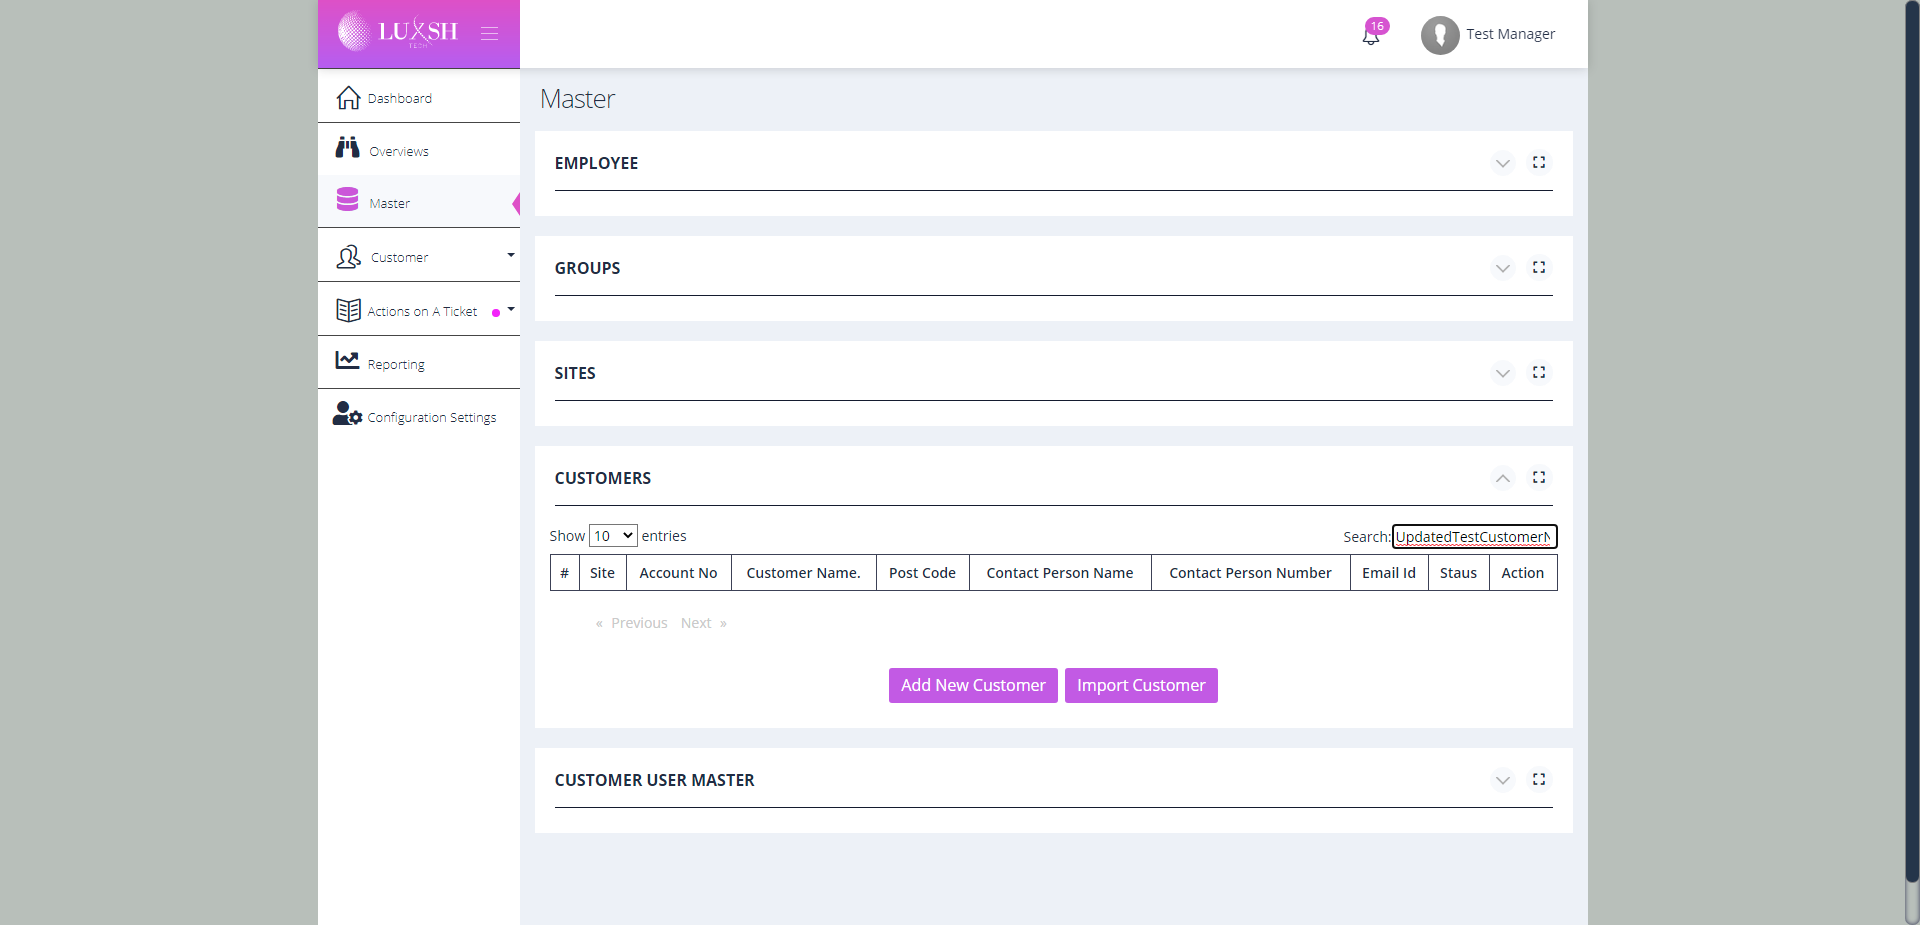 LUXSH
TECH
16
Test Manager
Dashboard
Overviews
Master
Customer
Actions on A Ticket
Reporting
Configuration Settings
Master
EMPLOYEE
GROUPS
SITES
CUSTOMERS
Show 10 entries
Search: UpdatedTestCustomerN
# Site Account No Customer Name. Post Code Contact Person Name Contact Person Number Email Id Staus Action
« Previous Next »
Add New Customer Import Customer
CUSTOMER USER MASTER